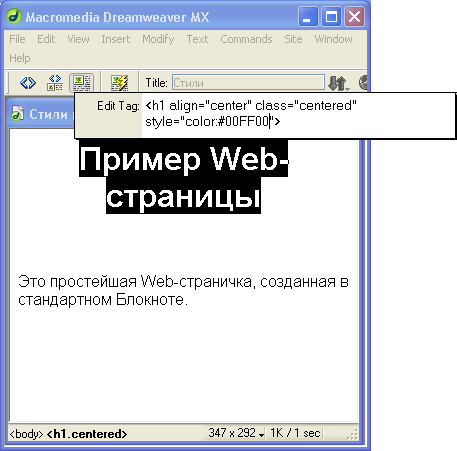 Macromedia Dreamweaver MX
File Edit View Insert Modify Text Commands Site Window
Help
Title: Стили
Edit Tag: <h1 align="center" class="centered"
style="color:#00FF00">
Стили
Пример Web-
страницы
Это простейшая Web-страничка, созданная в
стандартном Блокноте.
<body> <h1.centered> 347 x 292 1K / 1 sec